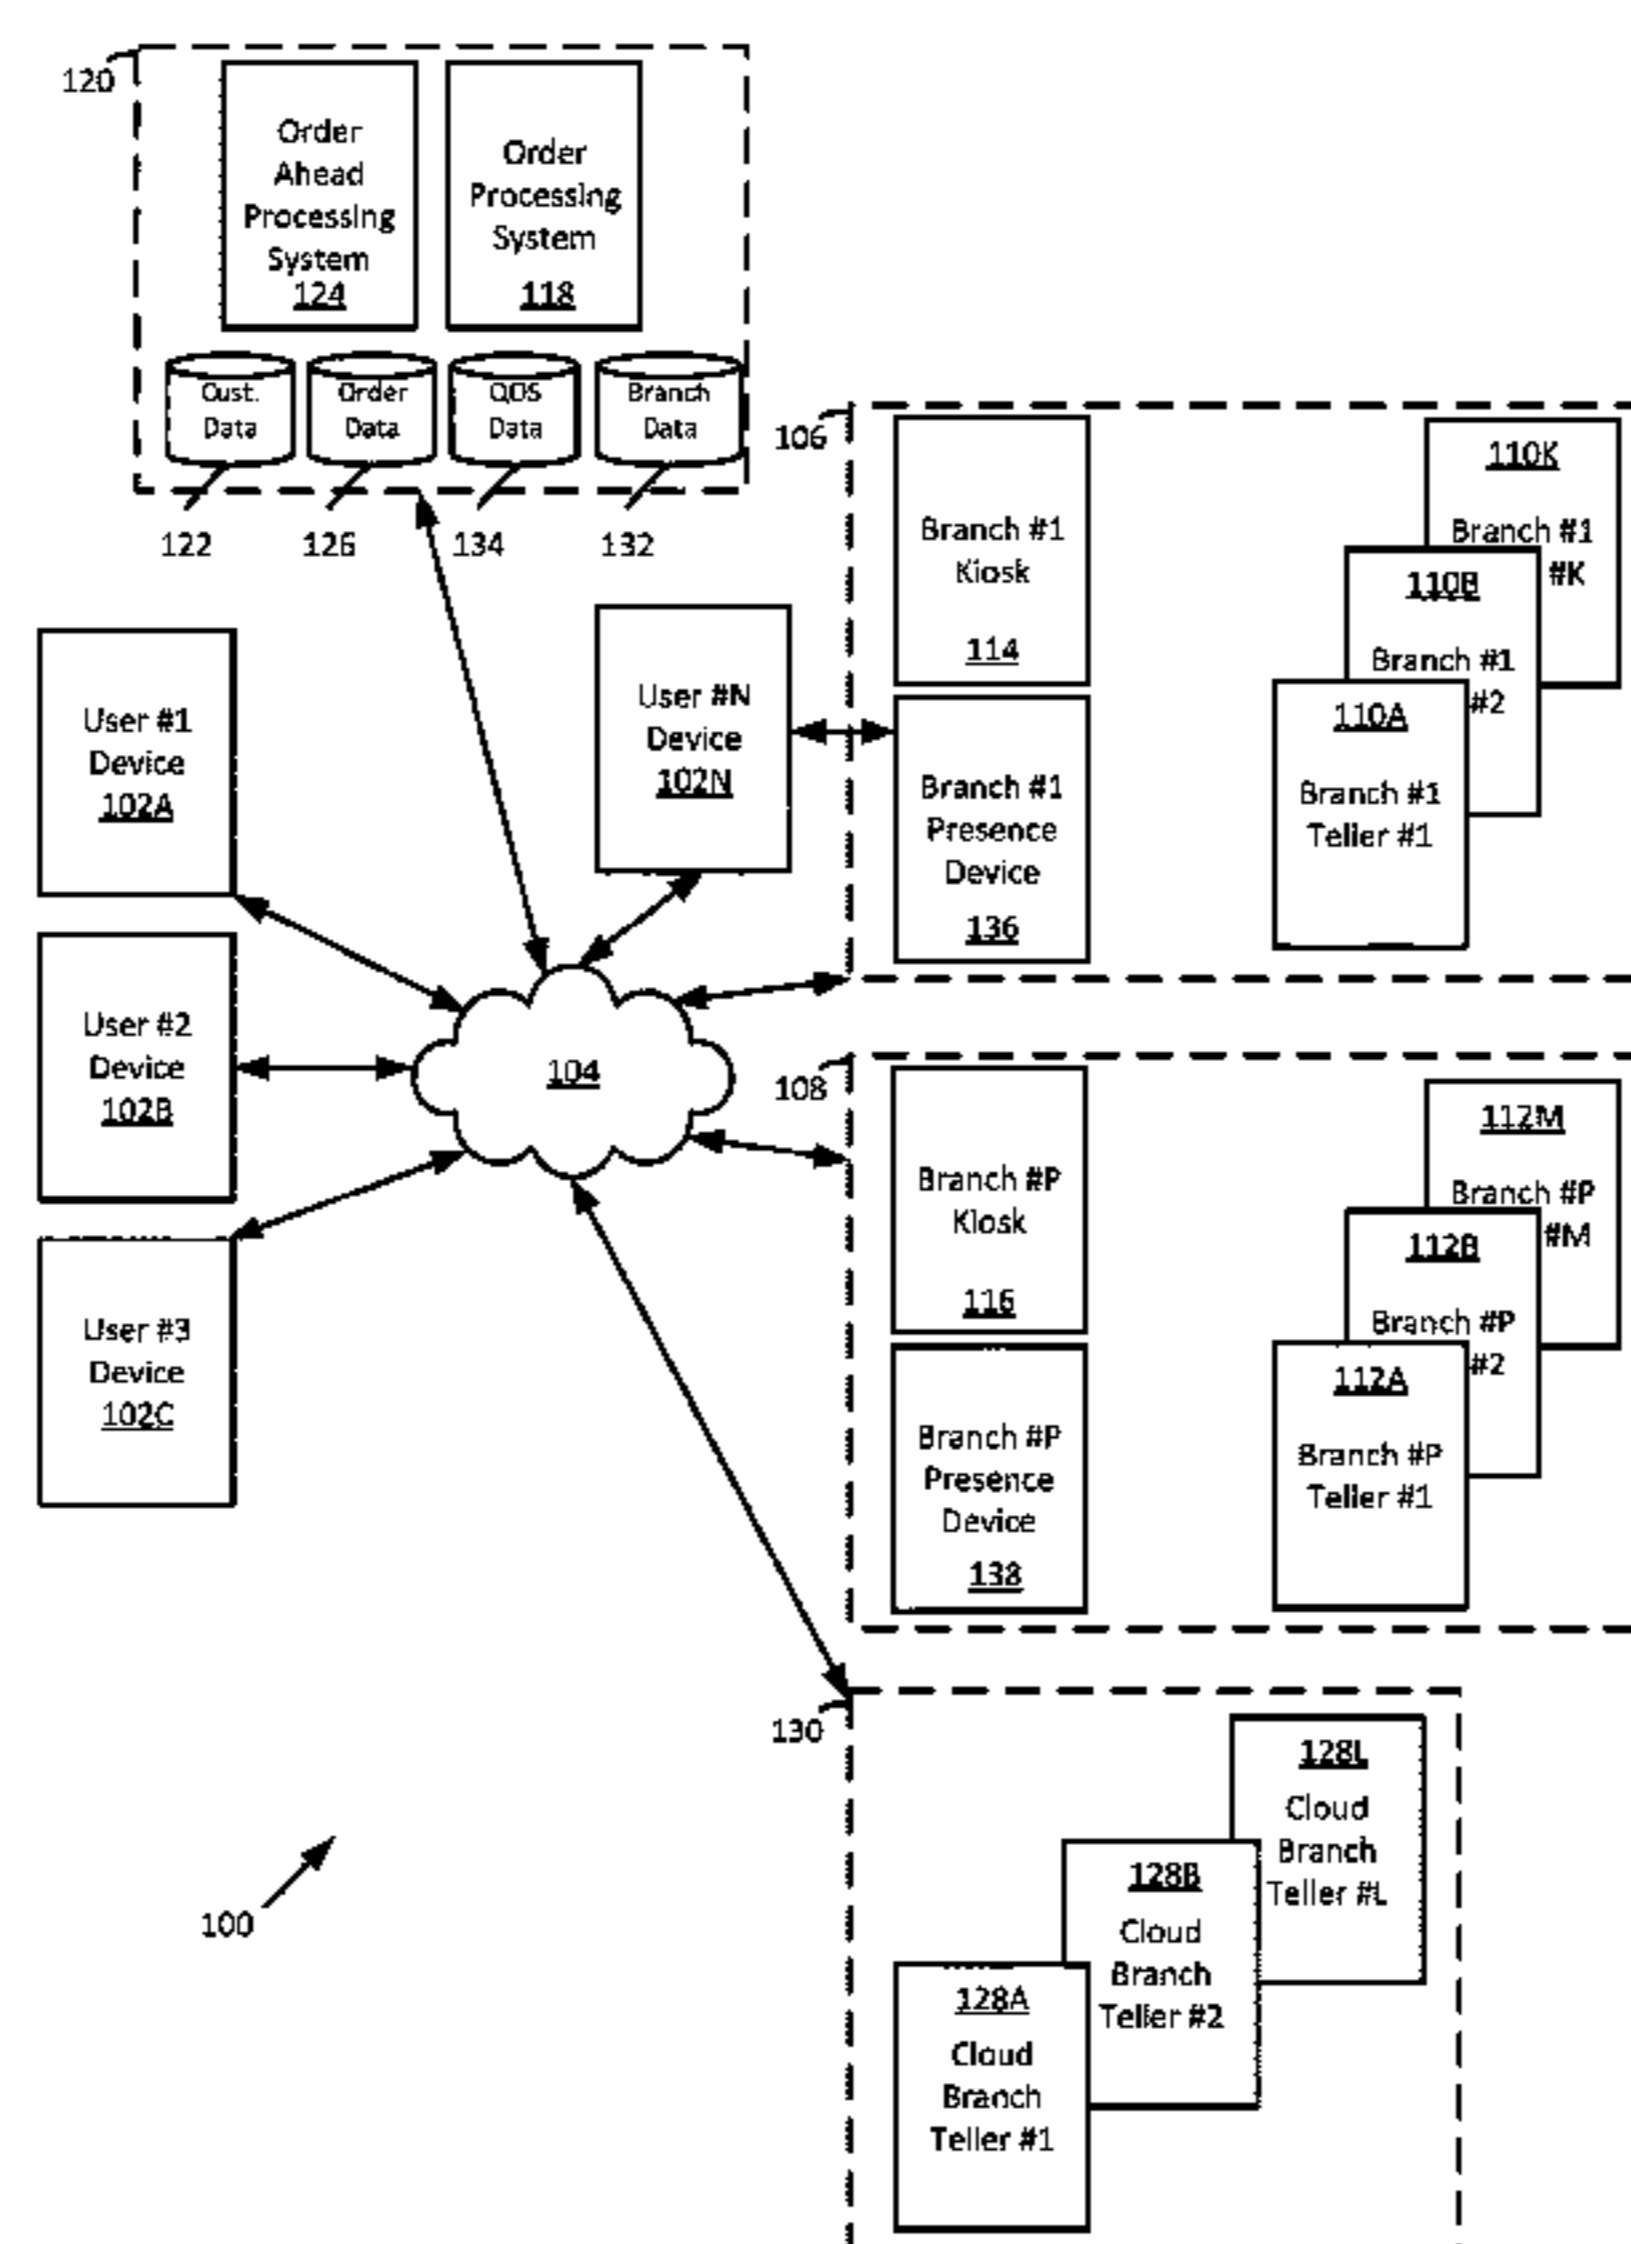 120
Order
Ahead
Processing
System
124
Order
Processing
System
118
Cust.
Data
Order
Data
QOS
Data
Branch
Data
122
126
134
132
106
Branch #1
Kiosk
114
110K
Branch #1
#K
110B
Branch #1
#2
110A
Branch #1
Teller #1
User #1
Device
102A
User #N
Device
102N
Branch #1
Presence
Device
136
User #2
Device
102B
104
108
Branch #P
Kiosk
116
112M
Branch #P
#M
112B
Branch #P
#2
112A
Branch #P
Teller #1
User #3
Device
102C
Branch #P
Presence
Device
138
130
128L
Cloud
Branch
Teller #L
128B
Cloud
Branch
Teller #2
128A
Cloud
Branch
Teller #1
100